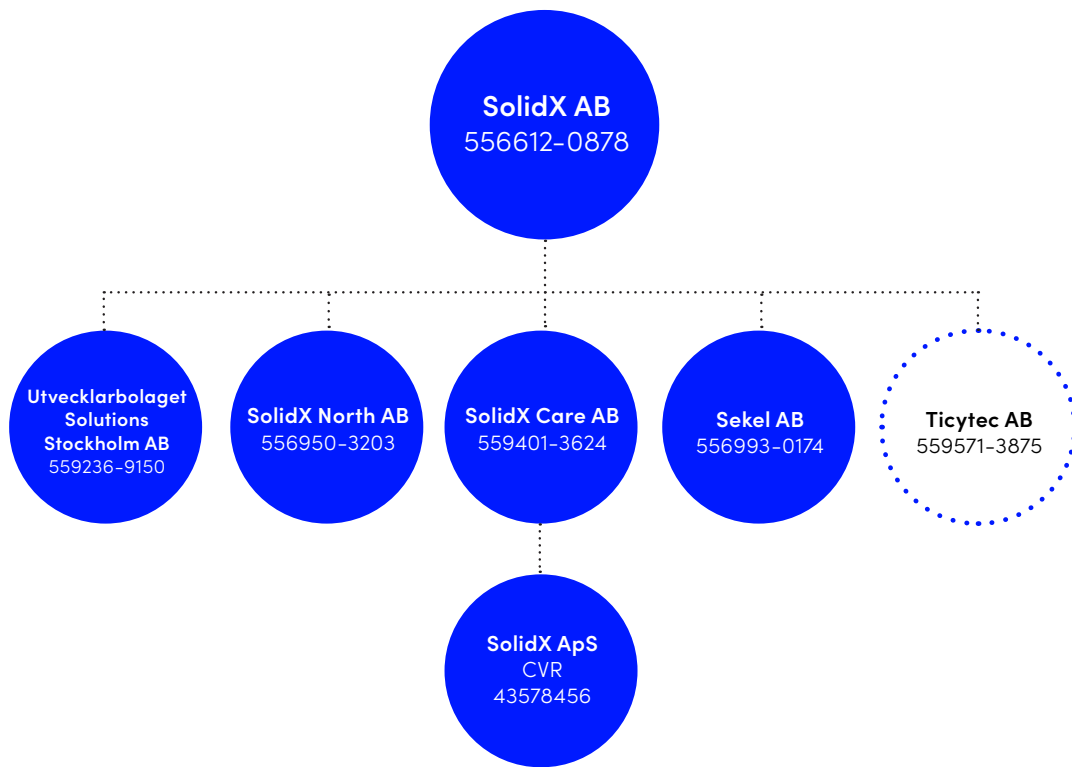 SolidX AB
556612-0878
Utvecklarbolaget
Solutions
Stockholm AB
559236-9150
SolidX North AB
556950-3203
SolidX Care AB
559401-3624
Sekel AB
556993-0174
Ticytec AB
559571-3875
SolidX ApS
CVR
43578456